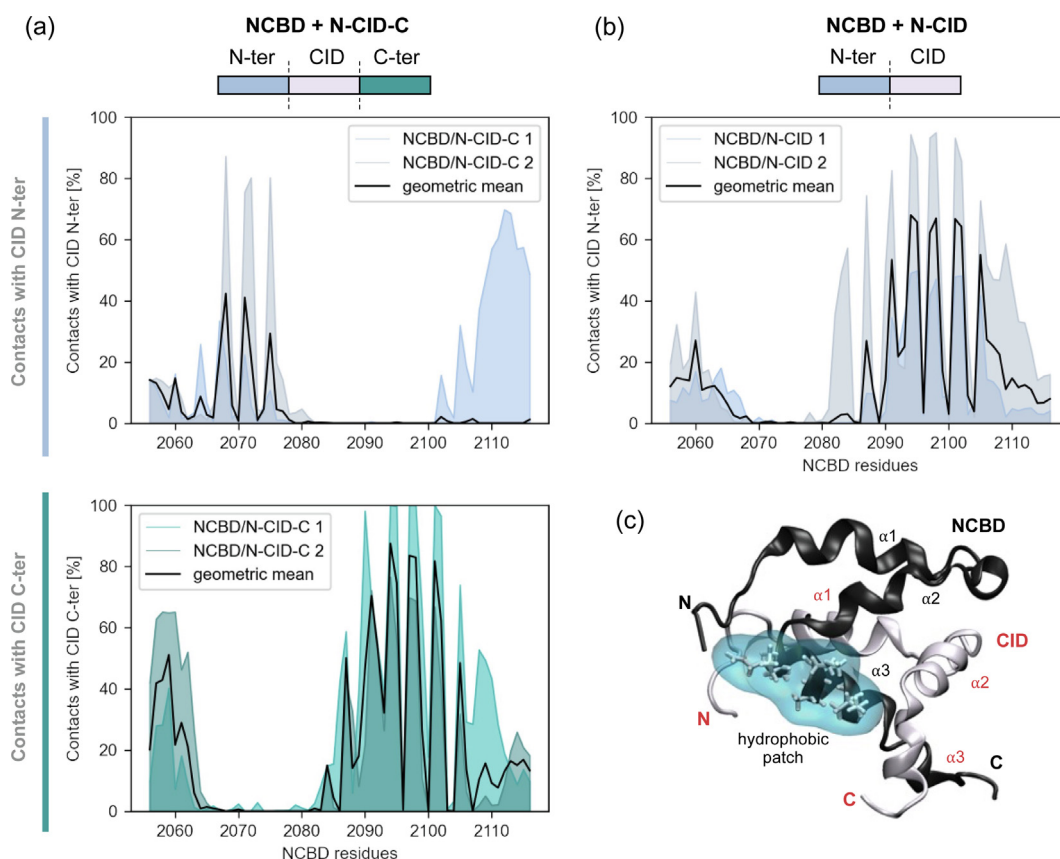 (a)
NCBD + N-CID-C
N-ter CID C-ter
Contacts with CID N-ter
Contacts with CID N-ter [%]
100
80
60
40
20
0
NCBD/N-CID-C 1
NCBD/N-CID-C 2
geometric mean
2060 2070 2080 2090 2100 2110
(b)
NCBD + N-CID
N-ter CID
Contacts with CID N-ter [%]
100
80
60
40
20
0
NCBD/N-CID 1
NCBD/N-CID 2
geometric mean
2060 2070 2080 2090 2100 2110
NCBD residues
Contacts with CID C-ter
Contacts with CID C-ter [%]
100
80
60
40
20
0
NCBD/N-CID-C 1
NCBD/N-CID-C 2
geometric mean
2060 2070 2080 2090 2100 2110
NCBD residues
(c)
NCBD
α1
N
α1
α2
CID
α3
α2
N
hydrophobic
patch
α3
C
C